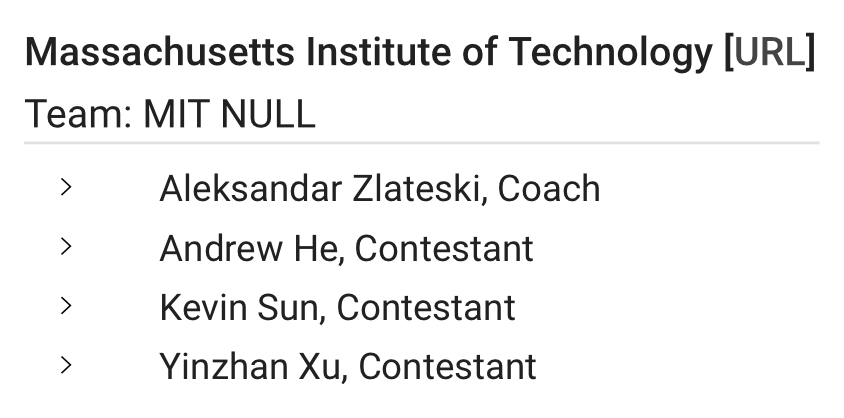 Massachusetts Institute of Technology [URL]
Team: MIT NULL
Aleksandar Zlateski, Coach
Andrew He, Contestant
Kevin Sun, Contestant
Yinzhan Xu, Contestant